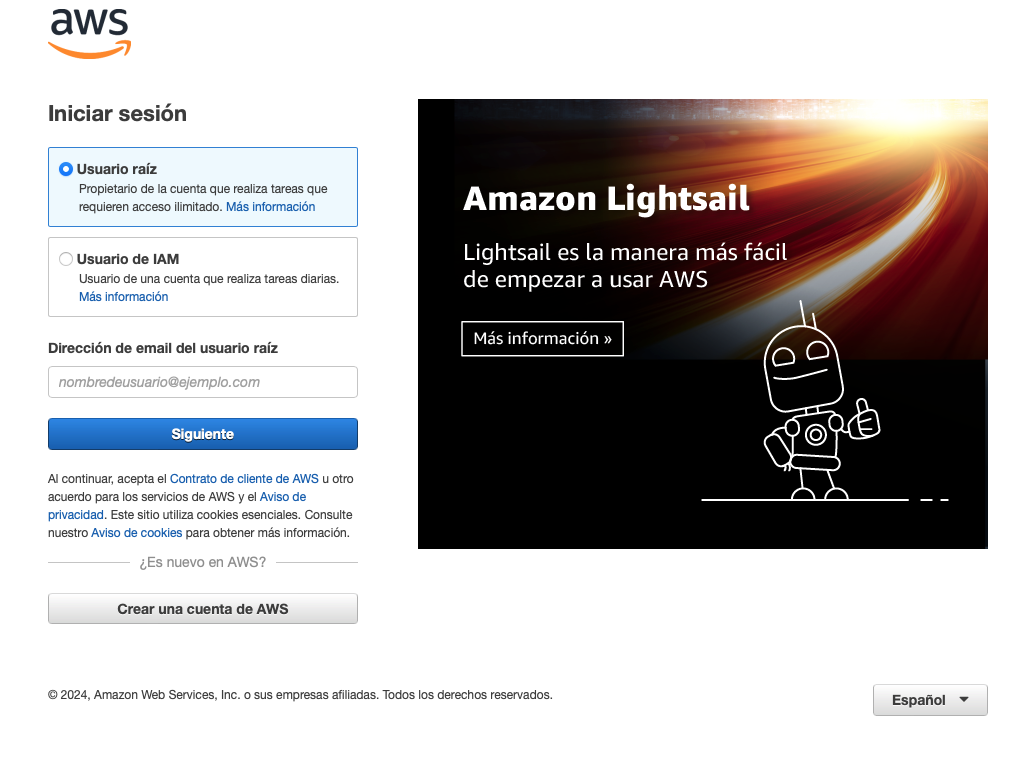 aws
Iniciar sesión
Usuario raíz
Propietario de la cuenta que realiza tareas que
requieren acceso ilimitado. Más información
Usuario de IAM
Usuario de una cuenta que realiza tareas diarias.
Más información
Dirección de email del usuario raíz
nombredeusuario@ejemplo.com
Siguiente
Al continuar, acepta el Contrato de cliente de AWS u otro
acuerdo para los servicios de AWS y el Aviso de
privacidad. Este sitio utiliza cookies esenciales. Consulte
nuestro Aviso de cookies para obtener más información.
¿Es nuevo en AWS?
Crear una cuenta de AWS
Amazon Lightsail
Lightsail es la manera más fácil
de empezar a usar AWS
Más información »
© 2024, Amazon Web Services, Inc. o sus empresas afiliadas. Todos los derechos reservados.
Español